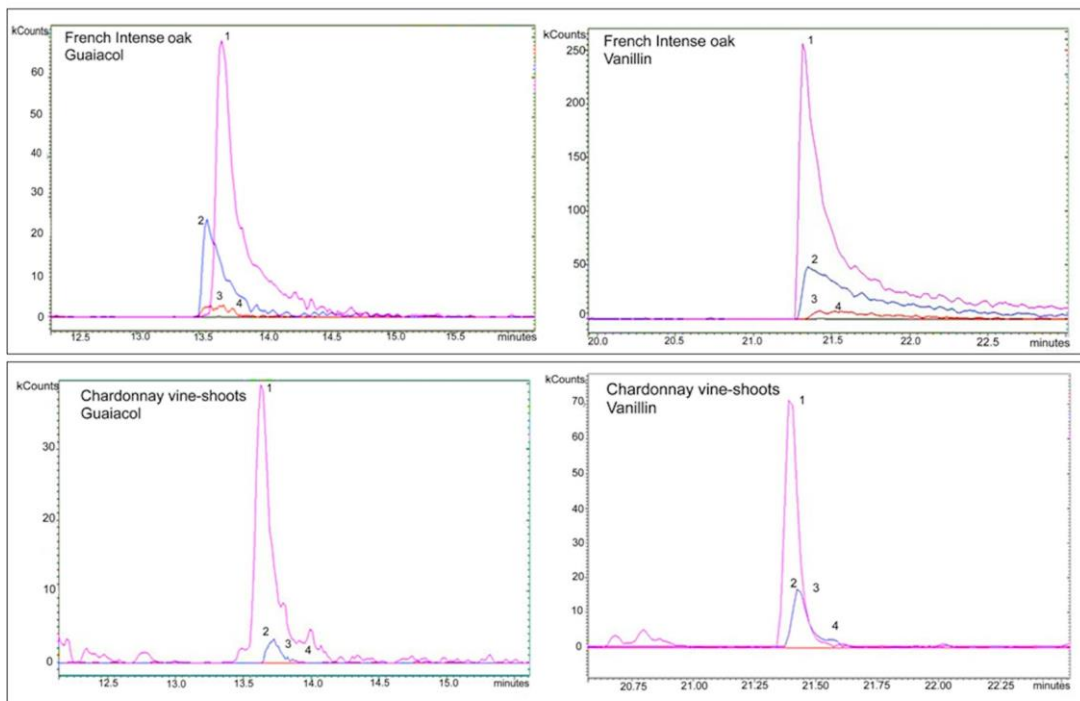 kCounts
French Intense oak
Guaiacol
1
2
3
4
60
50
40
30
20
10
0
12.5 13.0 13.5 14.0 14.5 15.0 15.5
minutes
kCounts
French Intense oak
Vanillin
1
2
3
4
250
200
150
100
50
0
20.0 20.5 21.0 21.5 22.0 22.5
minutes
kCounts
Chardonnay vine-shoots
Guaiacol
1
2
3
4
30
20
10
0
12.5 13.0 13.5 14.0 14.5 15.0
minutes
kCounts
Chardonnay vine-shoots
Vanillin
1
2
3
4
70
60
50
40
30
20
10
0
20.75 21.00 21.25 21.50 21.75 22.00 22.25
minutes